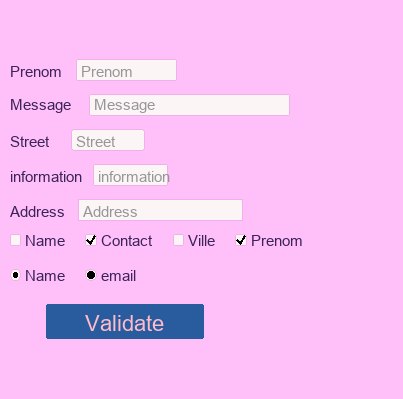 Prenom Prenom
Message Message
Street Street
information information
Address Address
Name Contact Ville Prenom
Name email
Validate